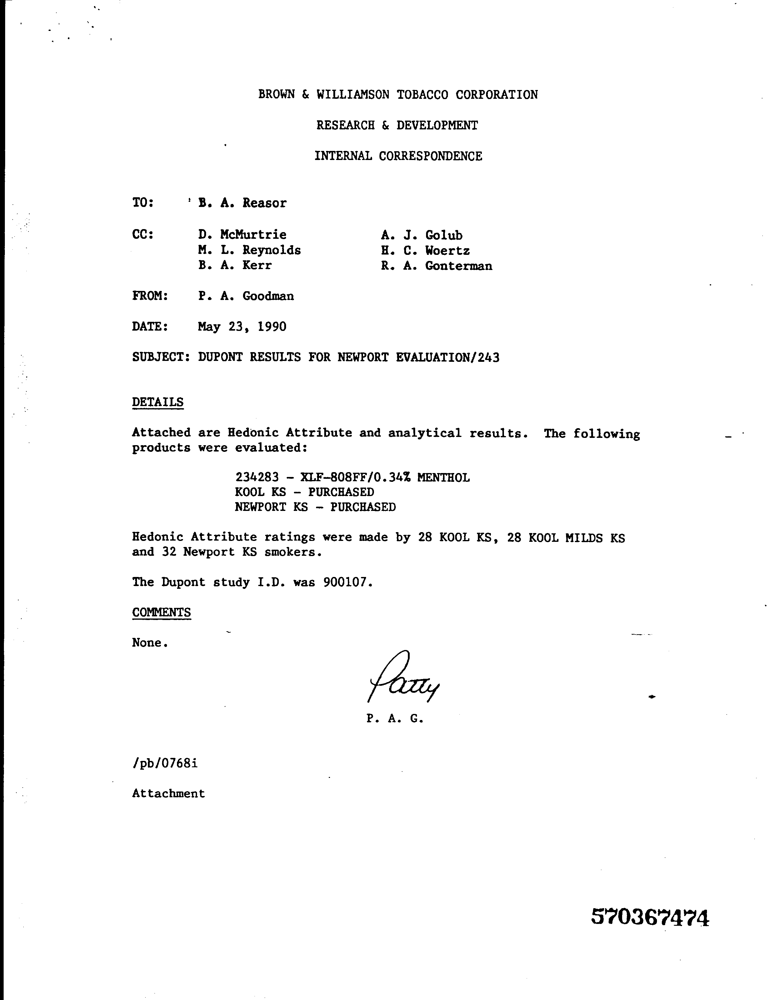 BROWN & WILLIAMSON TOBACCO CORPORATION
RESEARCH & DEVELOPMENT
INTERNAL CORRESPONDENCE
TO: B. A. Reasor
CC: D. McMurtrie A. J. Golub
M. L. Reynolds H. C. Woertz
B. A. Kerr R. A. Gonterman
FROM: P. A. Goodman
DATE: May 23, 1990
SUBJECT: DUPONT RESULTS FOR NEWPORT EVALUATION/243
DETAILS
Attached are Hedonic Attribute and analytical results. The following
products were evaluated:
234283 - XLF-808FF/0.34% MENTHOL
KOOL KS - PURCHASED
NEWPORT KS - PURCHASED
Hedonic Attribute ratings were made by 28 KOOL KS, 28 KOOL MILDS KS
and 32 Newport KS smokers.
The Dupont study I.D. was 900107.
COMMENTS
None.
Patty
P. A. G.
/pb/0768i
Attachment
570367474